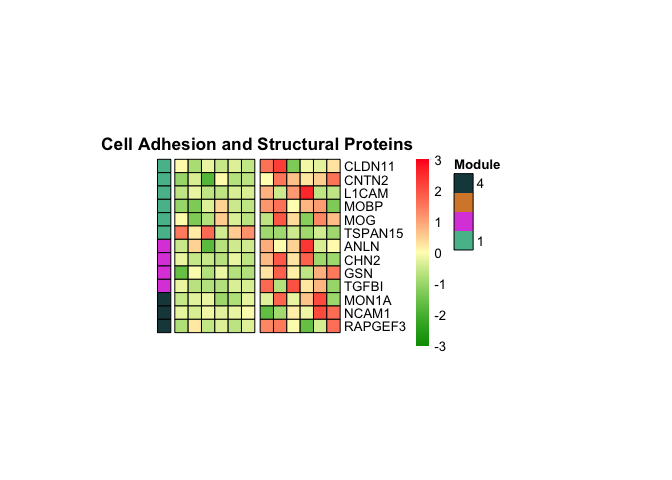 Cell Adhesion and Structural Proteins
CLDN11
CNTN2
L1CAM
MOBP
MOG
TSPAN15
ANLN
CHN2
GSN
TGFBI
MON1A
NCAM1
RAPGEF3
3
2
1
0
-1
-2
-3
Module
4
1